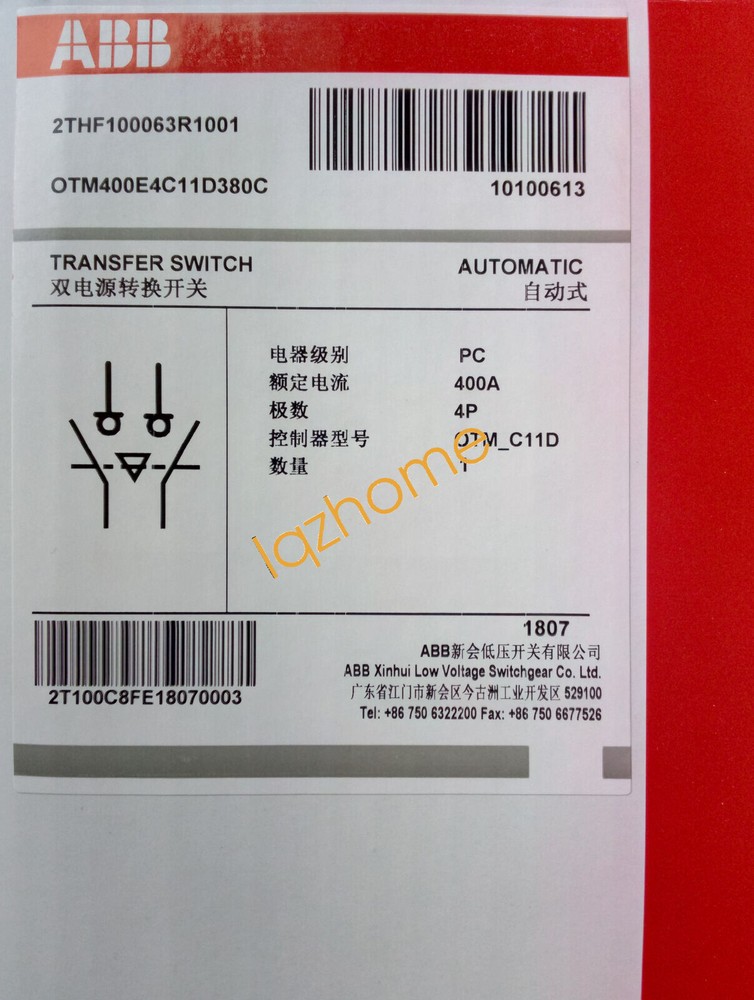 ABB
2THF100063R1001
OTM400E4C11D380C
10100613
TRANSFER SWITCH AUTOMATIC
双电源转换开关 自动式
电器级别 PC
额定电流 400A
极数 4P
控制器型号 OTM_C11D
数量 1
lqzhome
1807
2T100C8FE18070003
ABB新会低压开关有限公司
ABB Xinhui Low Voltage Switchgear Co. Ltd.
广东省江门市新会区今古洲工业开发区 529100
Tel: +86 750 6322200 Fax: +86 750 6677526